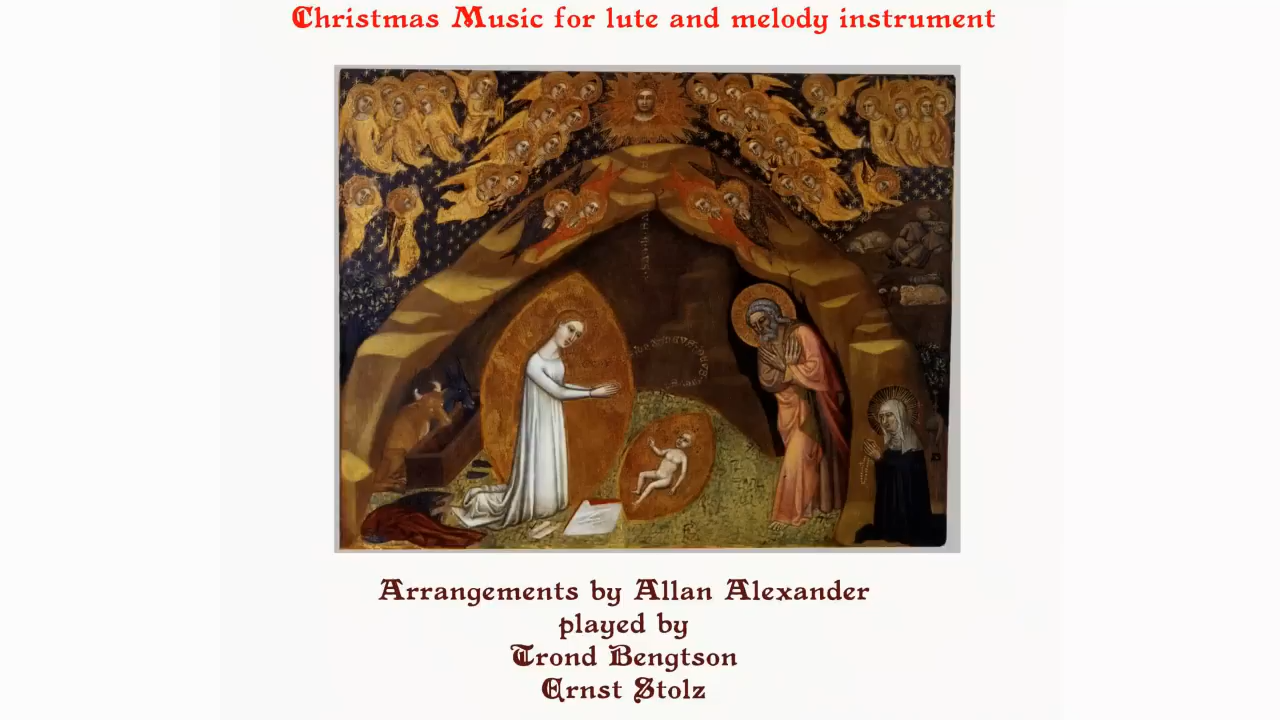 Christmas Music for lute and melody instrument
Arrangements by Allan Alexander
played by
Trond Bengtson
Ernst Stolz